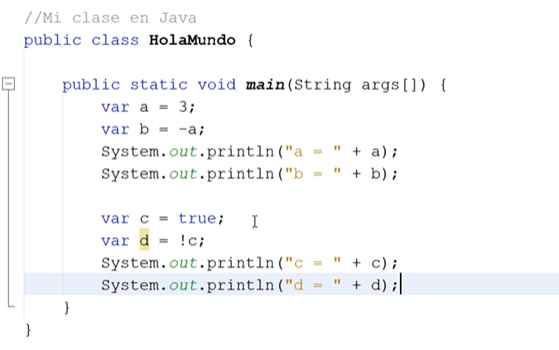 //Mi clase en Java
public class HolaMundo {
public static void main(String args[]) {
var a = 3;
var b = -a;
System.out.println("a = " + a);
System.out.println("b = " + b);
var c = true;
var d = !c;
System.out.println("c = " + c);
System.out.println("d = " + d);
}
}